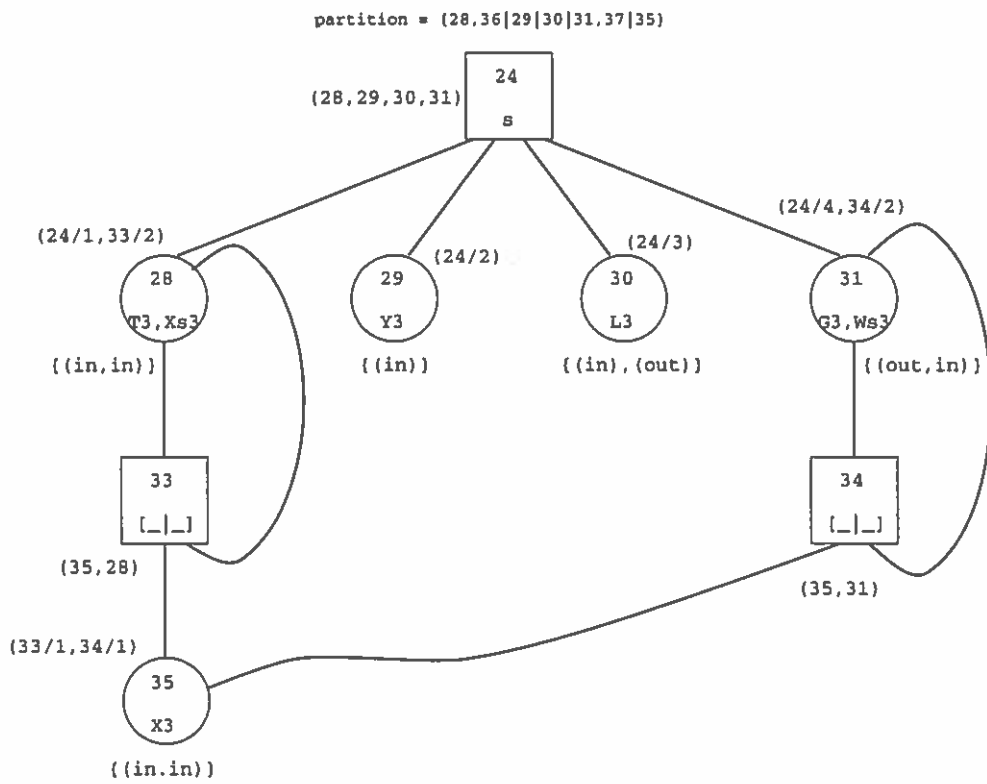 partition = (28,36|29|30|31,37|35)
24
(28,29,30,31)
s
(24/1,33/2)
(24/2)
(24/3)
(24/4,34/2)
28
29
30
31
T3,Xs3
Y3
L3
G3,Ws3
{(in,in)}
{(in)}
{(in),(out)}
{(out,in)}
33
34
[_|_]
[_|_]
(35,28)
(35,31)
(33/1,34/1)
35
X3
{(in.in)}